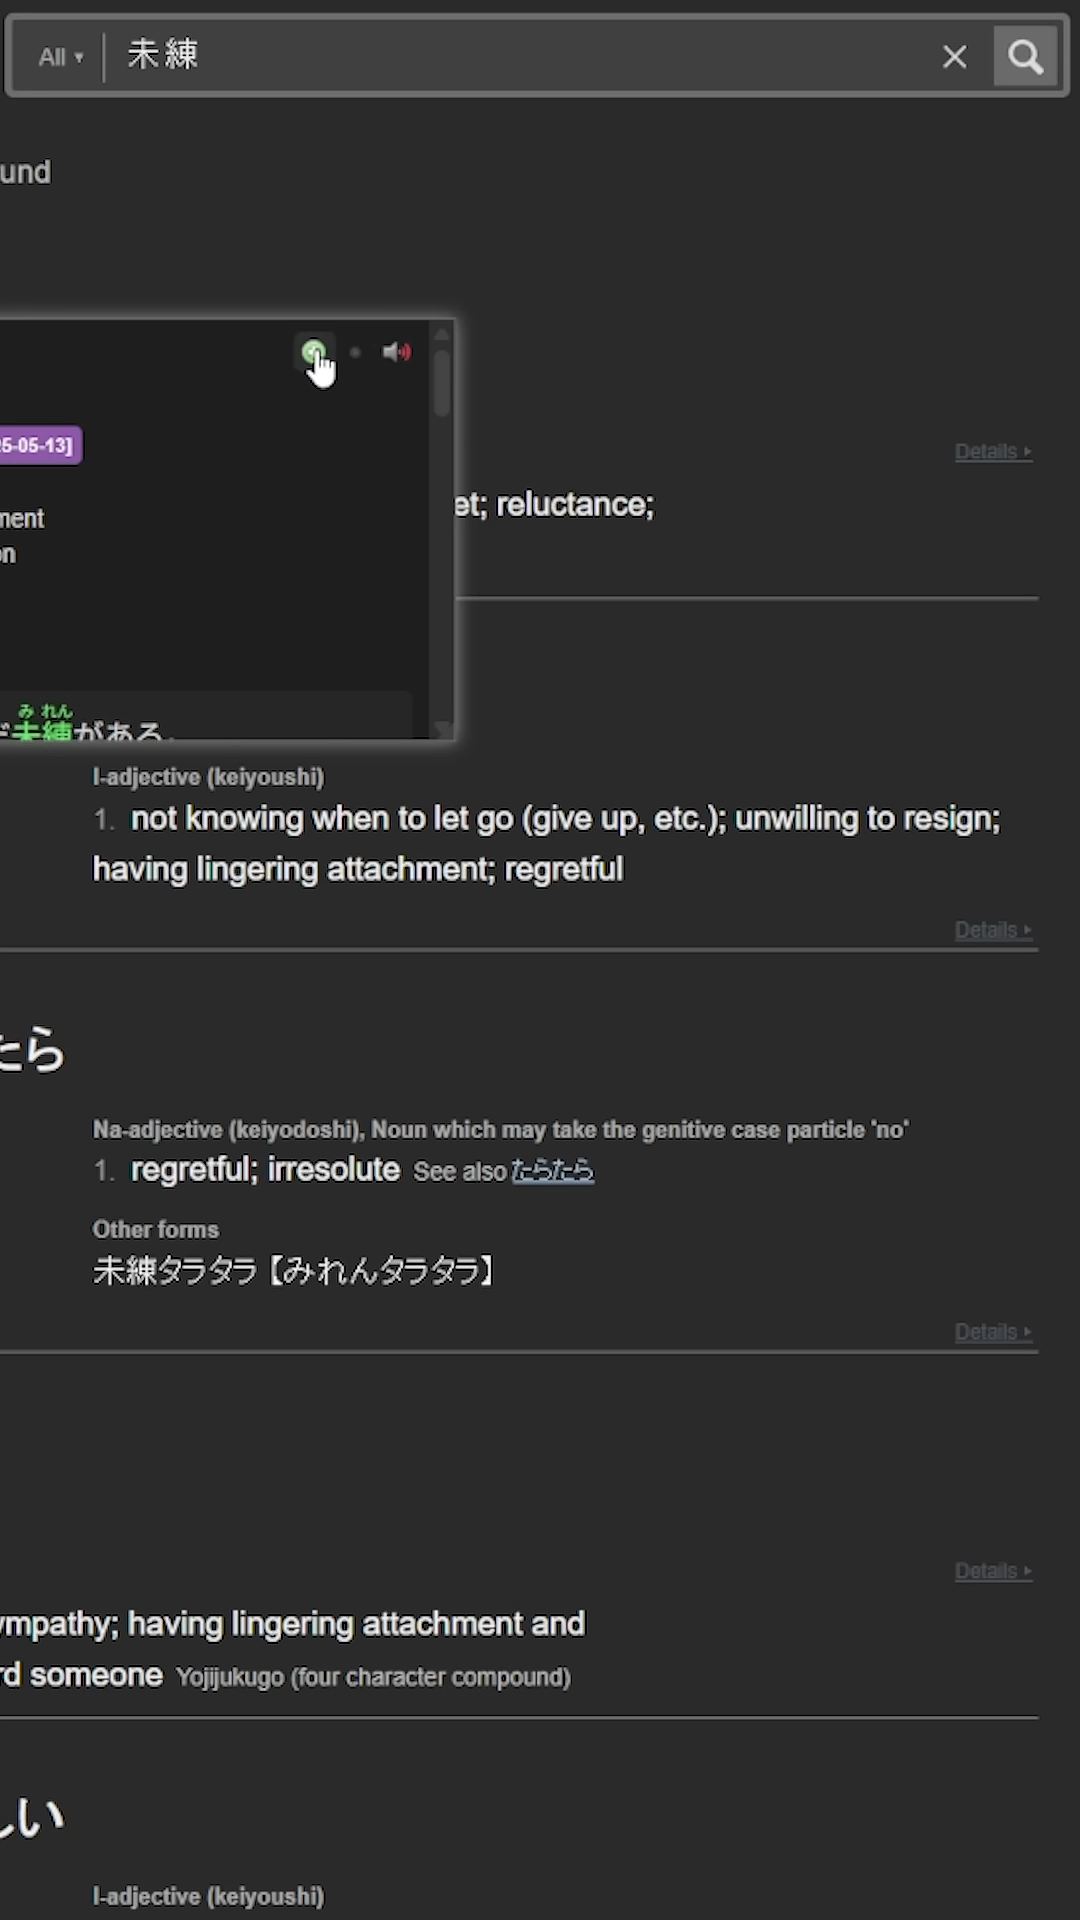 All ▾ 未練
und
Details ▸
5-05-13]
et; reluctance;
ment
on
みれん
未練がある。
I-adjective (keiyoushi)
1. not knowing when to let go (give up, etc.); unwilling to resign;
having lingering attachment; regretful
Details ▸
たら
Na-adjective (keiyodoshi), Noun which may take the genitive case particle 'no'
1. regretful; irresolute See also たらたら
Other forms
未練タラタラ 【みれんタラタラ】
Details ▸
Details ▸
ympathy; having lingering attachment and
rd someone Yojijukugo (four character compound)
しい
I-adjective (keiyoushi)